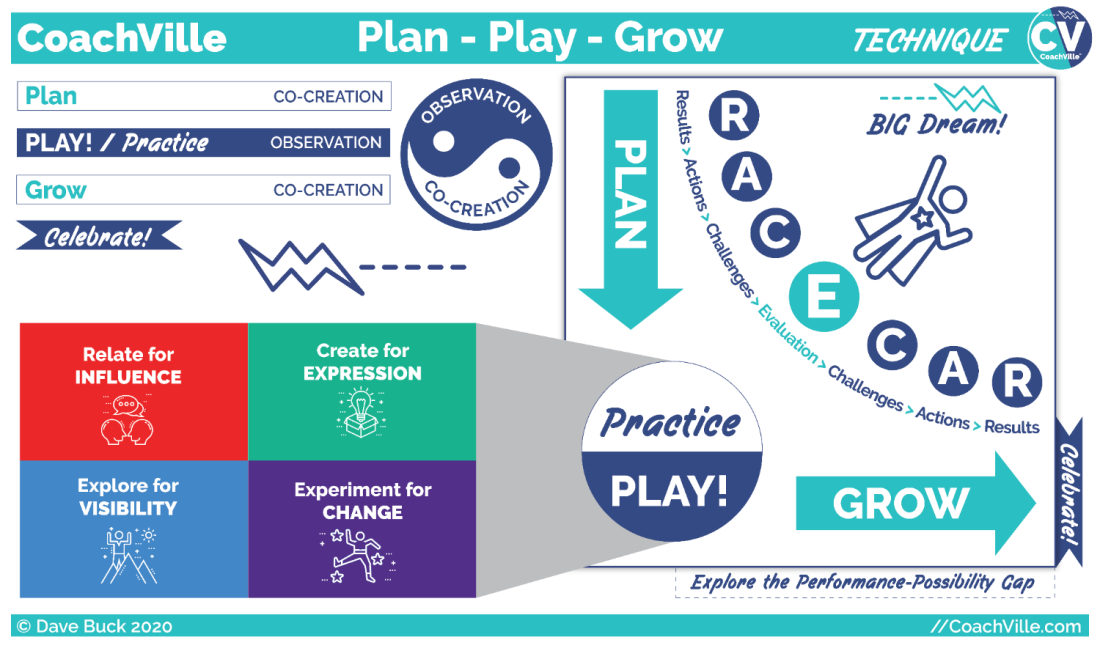 CoachVille
Plan - Play - Grow
TECHNIQUE
CV
CoachVille
Plan CO-CREATION
PLAY! / Practice OBSERVATION
Grow CO-CREATION
Celebrate!
OBSERVATION
CO-CREATION
PLAN
Results > Actions > Challenges > Evaluation > Challenges > Actions > Results
R
A
C
E
C
A
R
BIG Dream!
Relate for
INFLUENCE
Create for
EXPRESSION
Explore for
VISIBILITY
Experiment for
CHANGE
Practice
PLAY!
GROW
Celebrate!
Explore the Performance-Possibility Gap
© Dave Buck 2020
//CoachVille.com